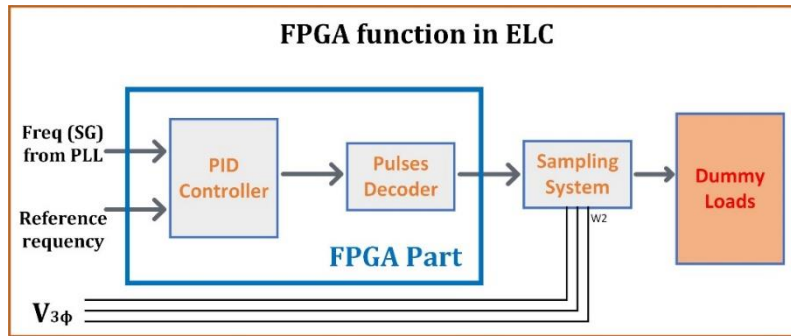 FPGA function in ELC
Freq (SG)
from PLL
Reference
requency
PID
Controller
Pulses
Decoder
Sampling
System
Dummy
Loads
W2
FPGA Part
V3ϕ